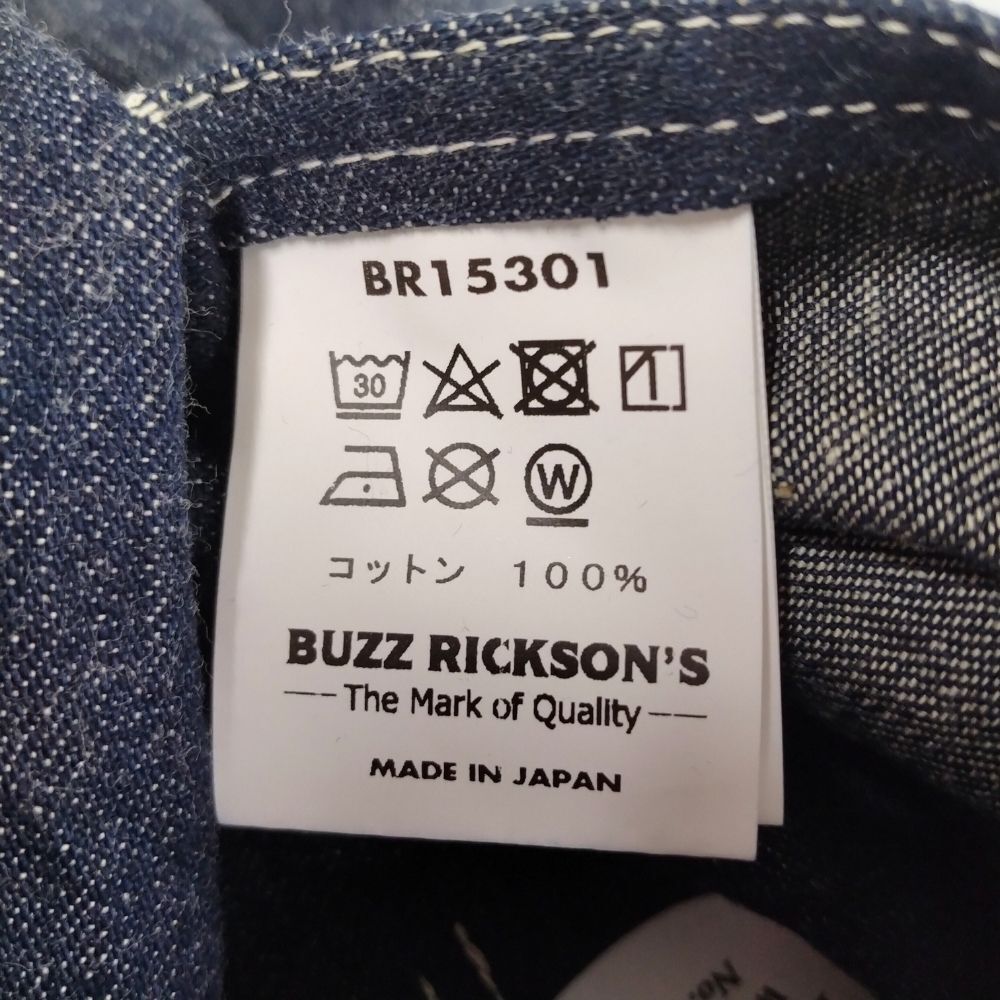 BR15301
30
W
コットン 100%
BUZZ RICKSON'S
The Mark of Quality
MADE IN JAPAN